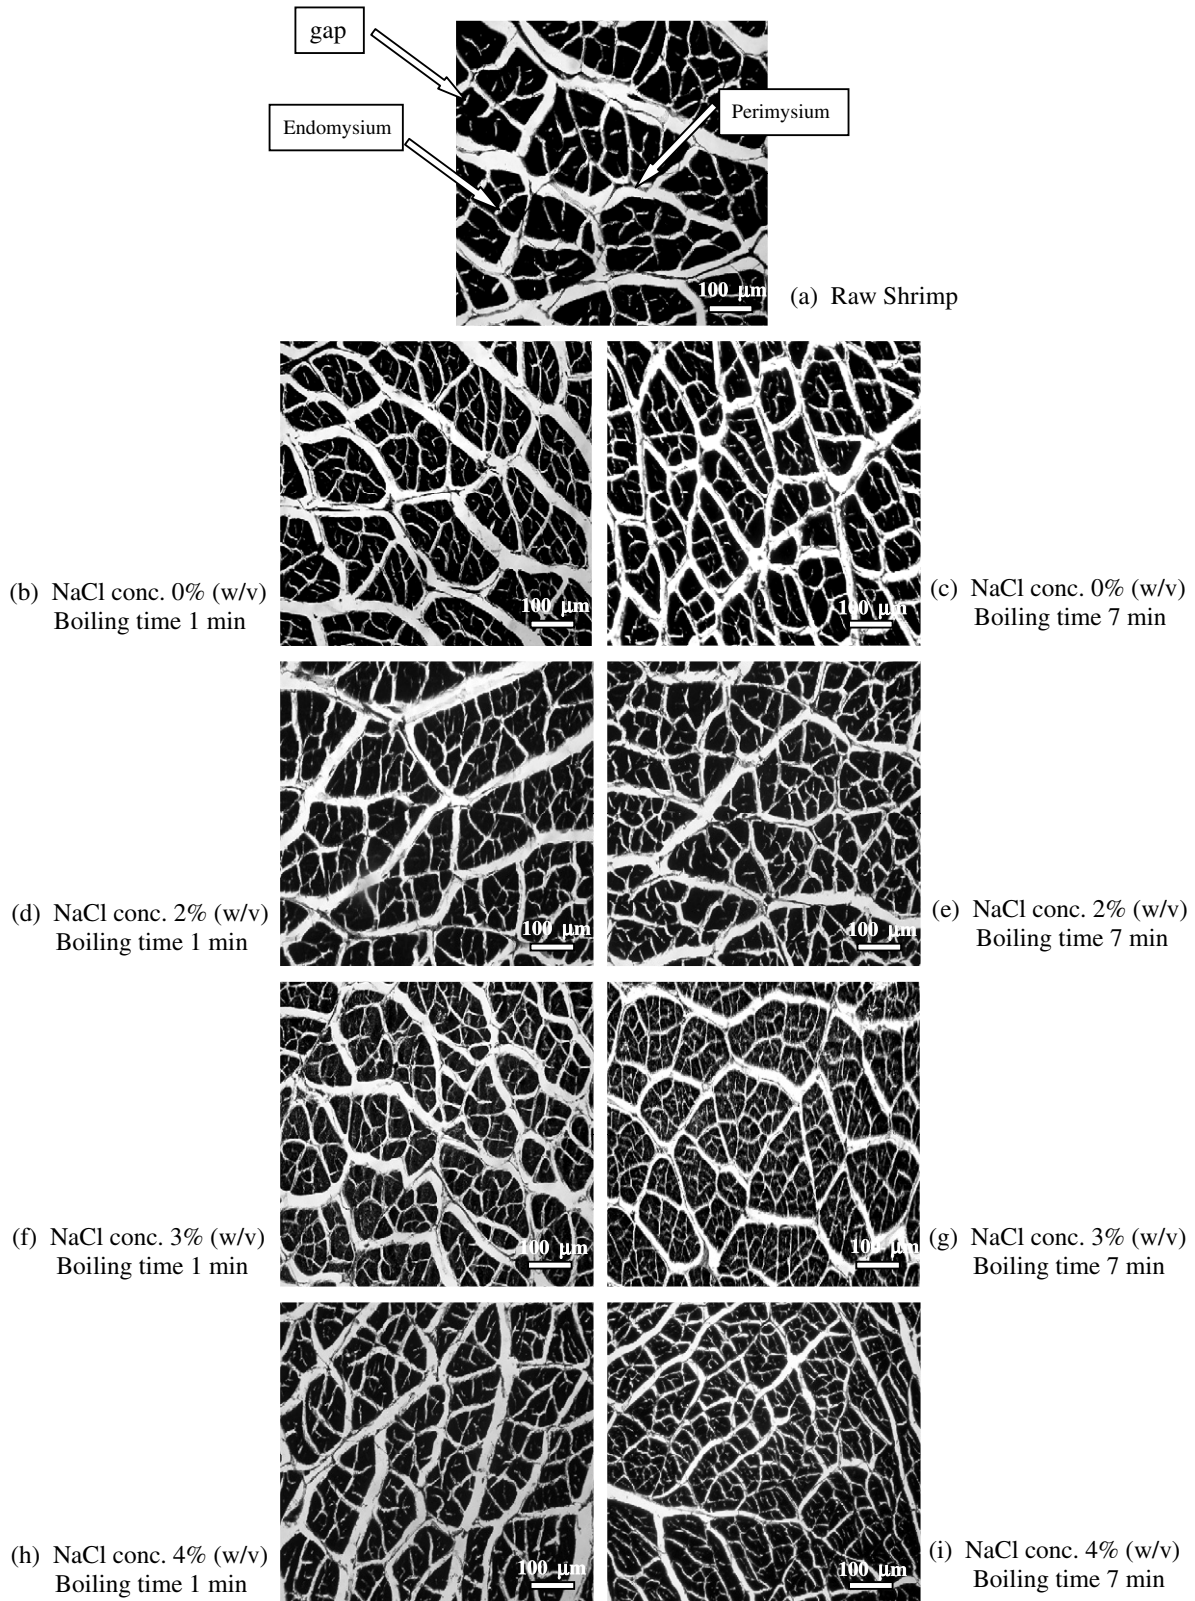 gap
Endomysium
Perimysium
100 µm
(a) Raw Shrimp
100 µm
100 µm
(b) NaCl conc. 0% (w/v)
Boiling time 1 min
(c) NaCl conc. 0% (w/v)
Boiling time 7 min
100 µm
100 µm
(d) NaCl conc. 2% (w/v)
Boiling time 1 min
(e) NaCl conc. 2% (w/v)
Boiling time 7 min
100 µm
100 µm
(f) NaCl conc. 3% (w/v)
Boiling time 1 min
(g) NaCl conc. 3% (w/v)
Boiling time 7 min
100 µm
100 µm
(h) NaCl conc. 4% (w/v)
Boiling time 1 min
(i) NaCl conc. 4% (w/v)
Boiling time 7 min